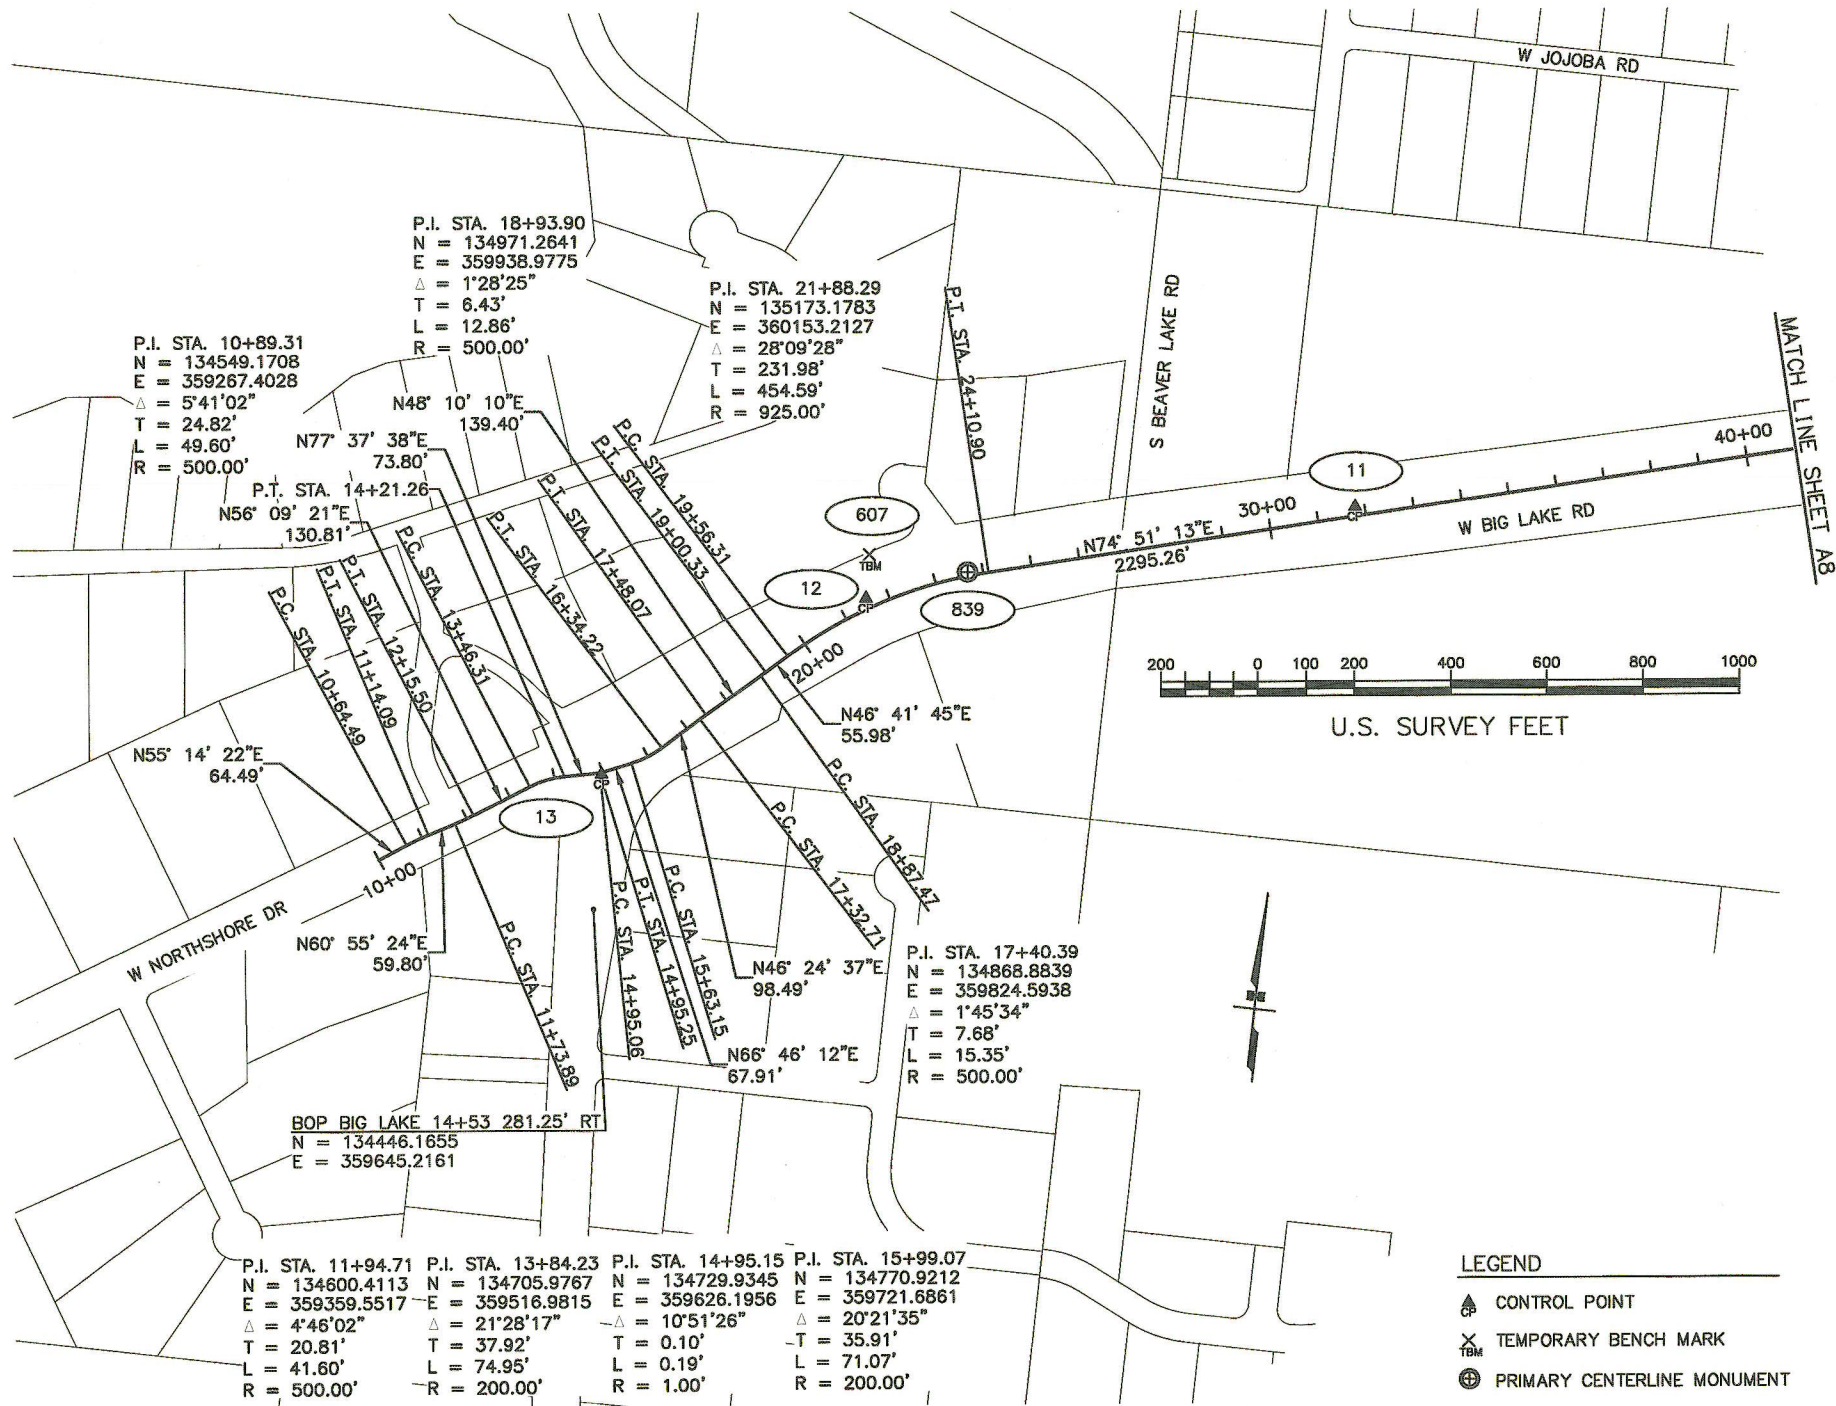 W JOJOBA RD
P.I. STA. 18+93.90
N = 134971.2641
E = 359938.9775
Δ = 1°28'25"
T = 6.43'
L = 12.86'
R = 500.00'
P.I. STA. 21+88.29
N = 135173.1783
E = 360153.2127
Δ = 28°09'28"
T = 231.98'
L = 454.59'
R = 925.00'
P.I. STA. 10+89.31
N = 134549.1708
E = 359267.4028
Δ = 5°41'02"
T = 24.82'
L = 49.60'
R = 500.00'
P.T. STA. 24+10.90
S BEAVER LAKE RD
MATCH LINE SHEET A8
N48° 10' 10"E
139.40'
N77° 37' 38"E
73.80'
P.T. STA. 14+21.26
N56° 09' 21"E
130.81'
P.C. STA. 19+56.31
P.T. STA. 19+00.33
P.T. STA. 17+48.07
P.T. STA. 16+34.22
P.C. STA. 13+46.31
P.T. STA. 12+15.50
P.T. STA. 11+14.09
P.C. STA. 10+64.49
40+00
11
CP
30+00
W BIG LAKE RD
N74° 51' 13"E
2295.26'
607
TBM
12
CP
839
20+00
200 0 100 200 400 600 800 1000
U.S. SURVEY FEET
N46° 41' 45"E
55.98'
N55° 14' 22"E
64.49'
CP
13
10+00
W NORTHSHORE DR
N60° 55' 24"E
59.80'
P.C. STA. 11+73.89
P.C. STA. 14+95.06
P.T. STA. 14+95.25
P.C. STA. 15+63.15
P.C. STA. 17+32.71
P.C. STA. 18+87.47
N46° 24' 37"E
98.49'
N66° 46' 12"E
67.91'
P.I. STA. 17+40.39
N = 134868.8839
E = 359824.5938
Δ = 1°45'34"
T = 7.68'
L = 15.35'
R = 500.00'
BOP BIG LAKE 14+53 281.25' RT
N = 134446.1655
E = 359645.2161
P.I. STA. 11+94.71
N = 134600.4113
E = 359359.5517
Δ = 4°46'02"
T = 20.81'
L = 41.60'
R = 500.00'
P.I. STA. 13+84.23
N = 134705.9767
E = 359516.9815
Δ = 21°28'17"
T = 37.92'
L = 74.95'
R = 200.00'
P.I. STA. 14+95.15
N = 134729.9345
E = 359626.1956
Δ = 10°51'26"
T = 0.10'
L = 0.19'
R = 1.00'
P.I. STA. 15+99.07
N = 134770.9212
E = 359721.6861
Δ = 20°21'35"
T = 35.91'
L = 71.07'
R = 200.00'
LEGEND
CP CONTROL POINT
TBM TEMPORARY BENCH MARK
PRIMARY CENTERLINE MONUMENT